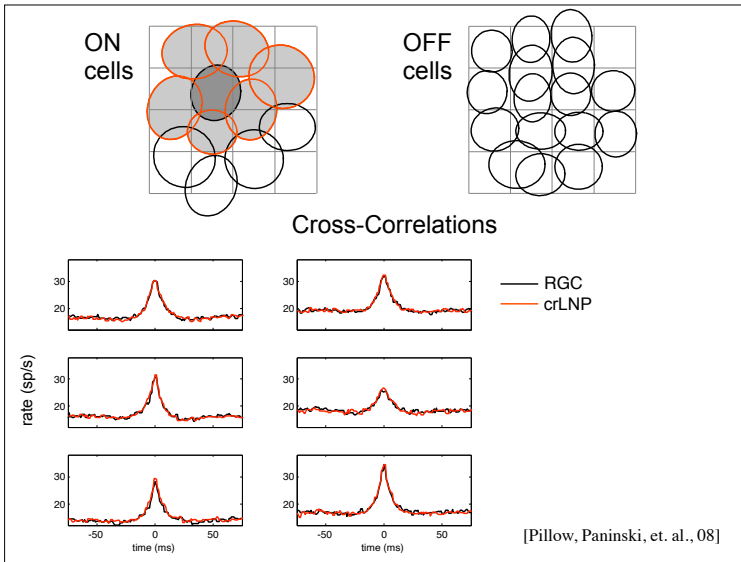 ON
cells
OFF
cells
Cross-Correlations
30
20
30
20
RGC
crLNP
rate (sp/s)
30
20
30
20
30
20
-50 0 50
time (ms)
30
20
-50 0 50
time (ms)
[Pillow, Paninski, et. al., 08]